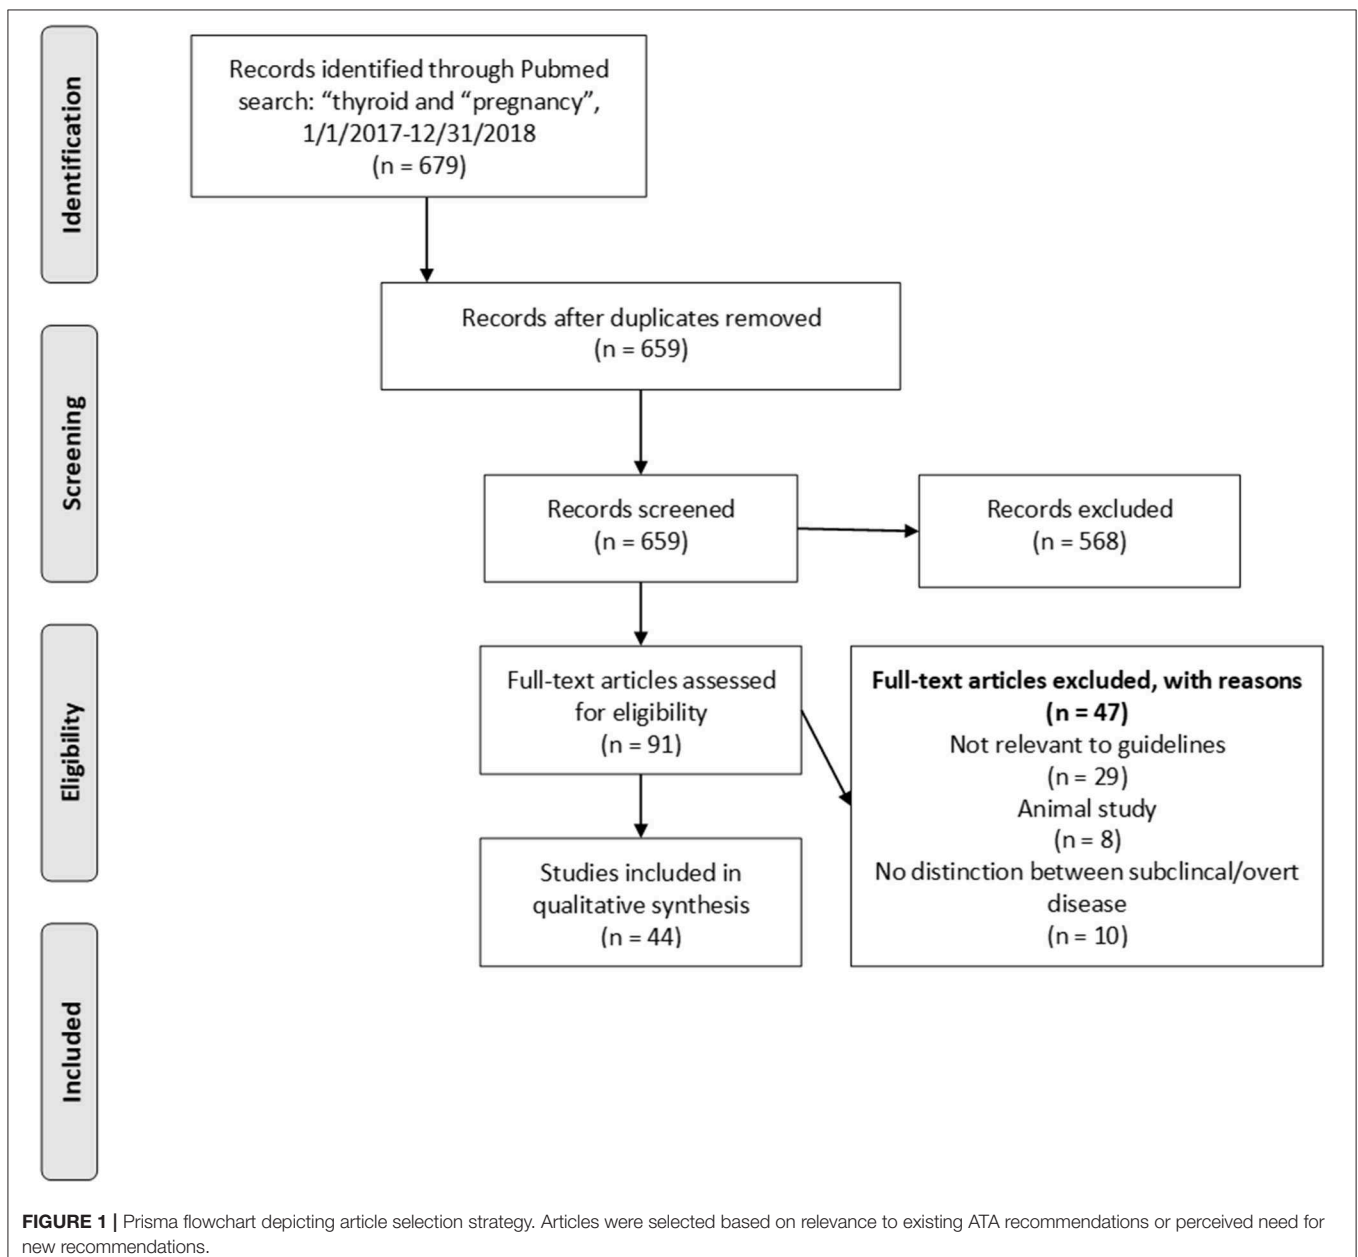 Identification
Records identified through Pubmed
search: “thyroid and “pregnancy”,
1/1/2017-12/31/2018
(n = 679)
Records after duplicates removed
(n = 659)
Screening
Records screened
(n = 659)
Records excluded
(n = 568)
Eligibility
Full-text articles assessed
for eligibility
(n = 91)
Full-text articles excluded, with reasons
(n = 47)
Not relevant to guidelines
(n = 29)
Animal study
(n = 8)
No distinction between subclincal/overt
disease
(n = 10)
Studies included in
qualitative synthesis
(n = 44)
Included
FIGURE 1 | Prisma flowchart depicting article selection strategy. Articles were selected based on relevance to existing ATA recommendations or perceived need for
new recommendations.